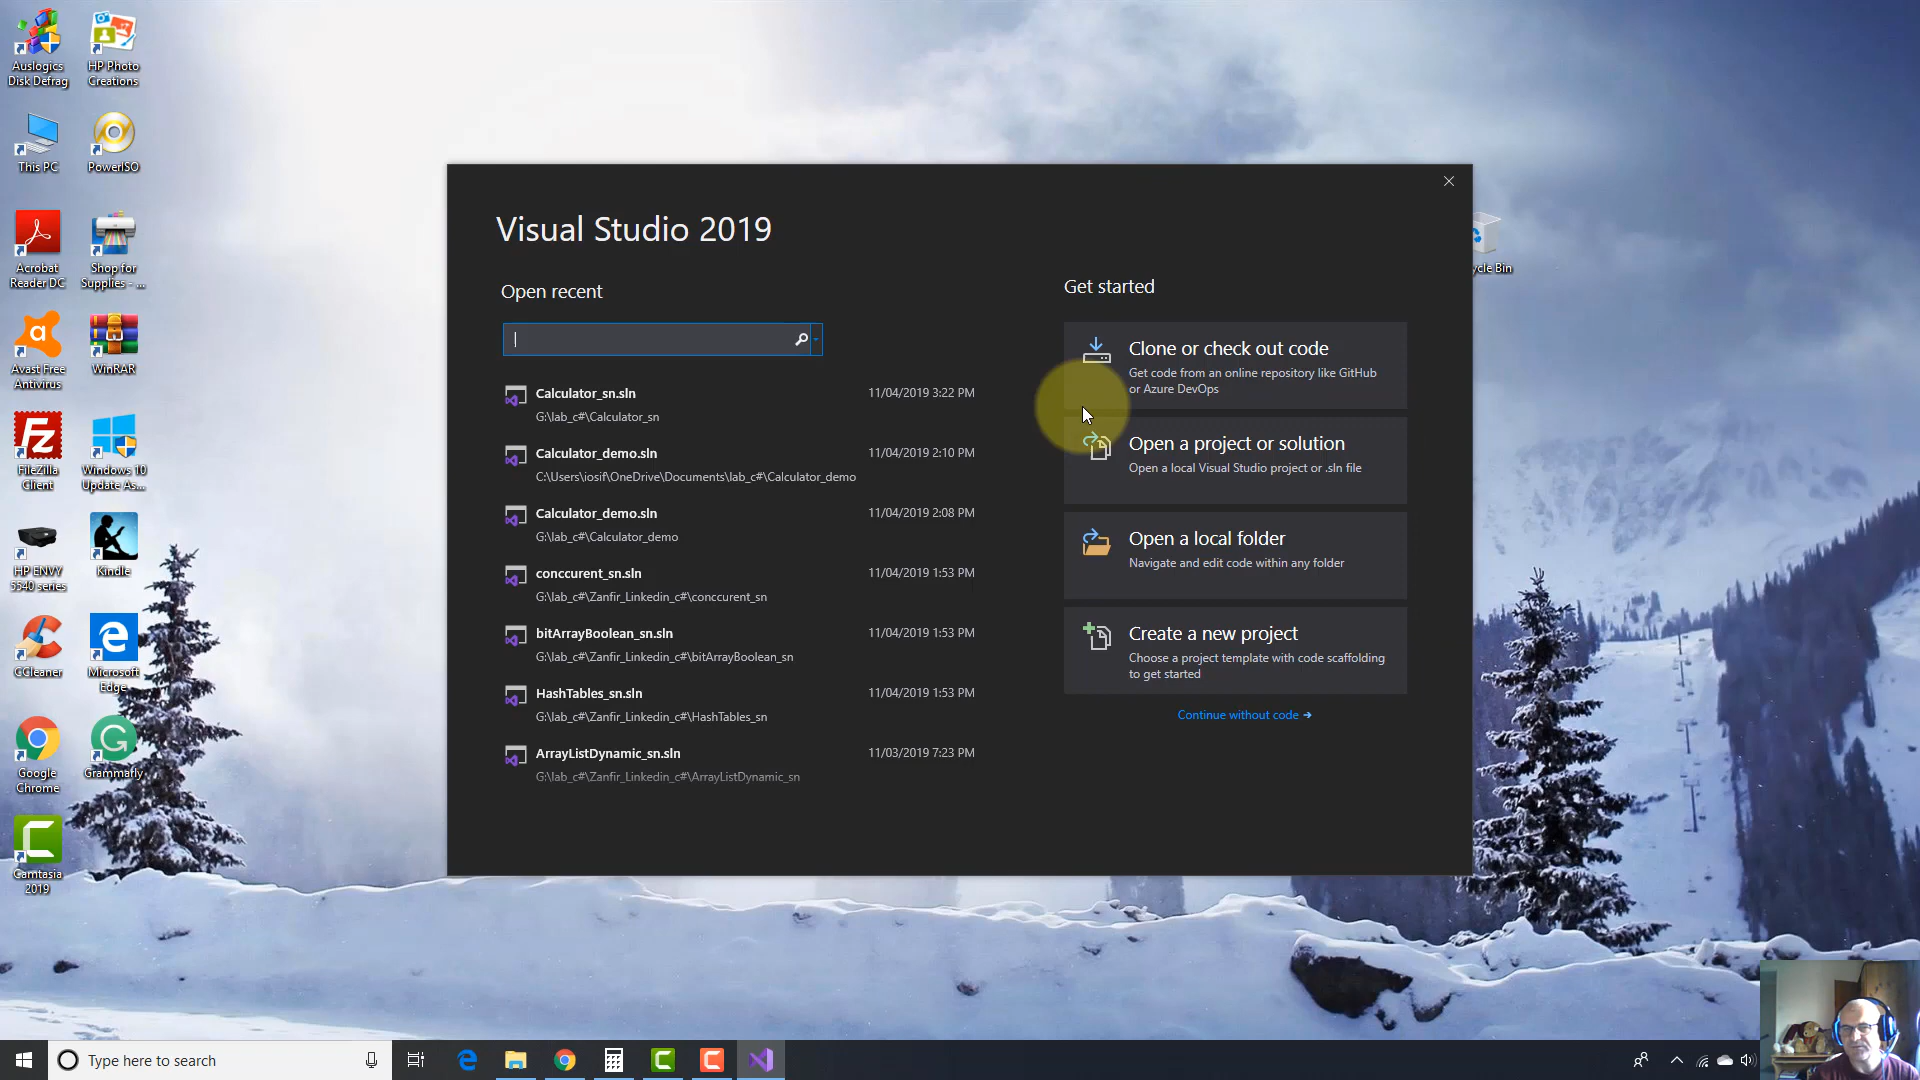 Auslogics
Disk Defrag
HP Photo
Creations
This PC
PowerISO
Acrobat
Reader DC
Shop for
Supplies - ...
Avast Free
Antivirus
WinRAR
FileZilla
Client
Windows 10
Update As...
HP ENVY
5540 series
Kindle
CCleaner
Microsoft
Edge
Google
Chrome
Grammarly
Camtasia
2019
Visual Studio 2019
Open recent
Calculator_sn.sln
11/04/2019 3:22 PM
G:\lab_c#\Calculator_sn
Calculator_demo.sln
11/04/2019 2:10 PM
C:\Users\iosif\OneDrive\Documents\lab_c#\Calculator_demo
Calculator_demo.sln
11/04/2019 2:08 PM
G:\lab_c#\Calculator_demo
conccurent_sn.sln
11/04/2019 1:53 PM
G:\lab_c#\Zanfir_Linkedin_c#\conccurent_sn
bitArrayBoolean_sn.sln
11/04/2019 1:53 PM
G:\lab_c#\Zanfir_Linkedin_c#\bitArrayBoolean_sn
HashTables_sn.sln
11/04/2019 1:53 PM
G:\lab_c#\Zanfir_Linkedin_c#\HashTables_sn
ArrayListDynamic_sn.sln
11/03/2019 7:23 PM
G:\lab_c#\Zanfir_Linkedin_c#\ArrayListDynamic_sn
Get started
Clone or check out code
Get code from an online repository like GitHub
or Azure DevOps
Open a project or solution
Open a local Visual Studio project or .sln file
Open a local folder
Navigate and edit code within any folder
Create a new project
Choose a project template with code scaffolding
to get started
Continue without code
ycle Bin
Type here to search